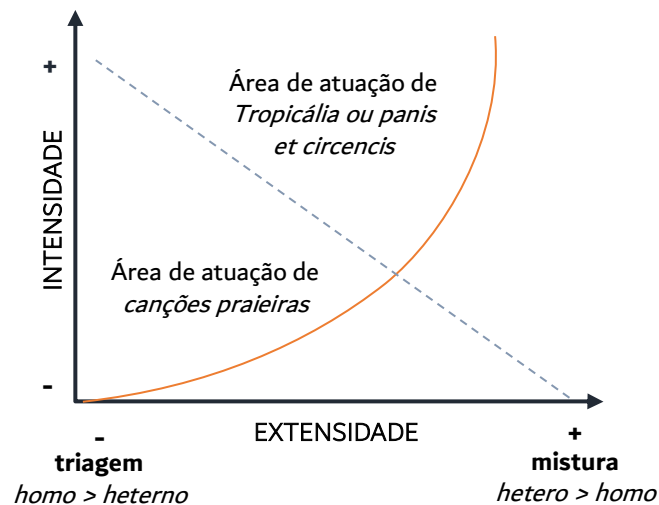 +
Área de atuação de
Tropicália ou panis
et circencis
INTENSIDADE
Área de atuação de
canções praieiras
-
EXTENSIDADE
-
+
triagem
mistura
homo > heterno
hetero > homo